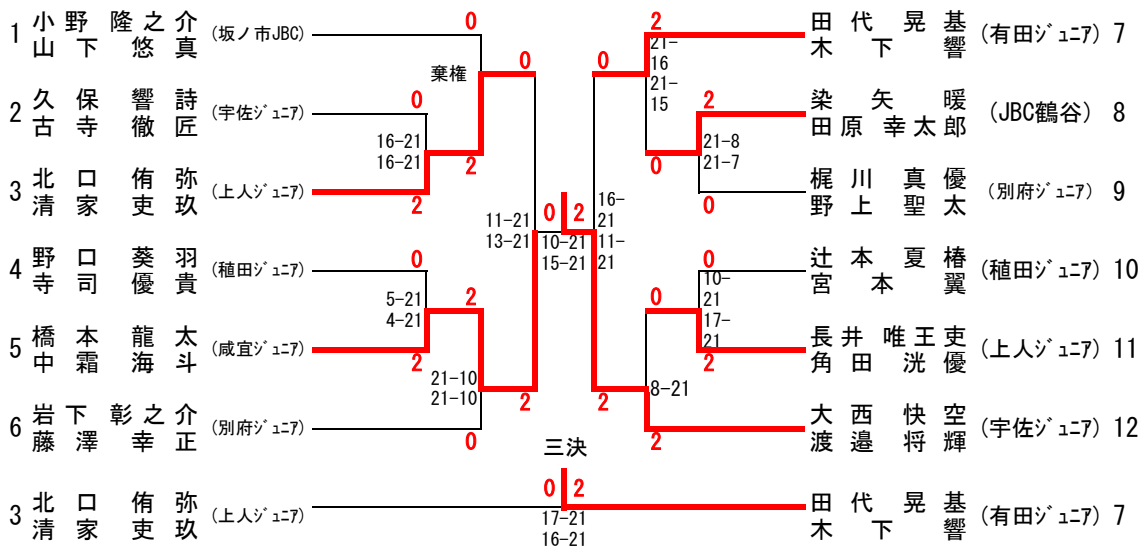 1 小野隆之介 山下悠真 (坂ノ市JBC)
2 久保響詩 古寺徹匠 (宇佐ｼﾞｭﾆｱ)
3 北口侑弥 清家吏玖 (上人ｼﾞｭﾆｱ)
4 野口葵羽 寺司優貴 (稙田ｼﾞｭﾆｱ)
5 橋本龍太 中霜海斗 (咸宜ｼﾞｭﾆｱ)
6 岩下彰之介 藤澤幸正 (別府ｼﾞｭﾆｱ)
0
棄権
0
0
16-21
16-21
2
2
11-21
13-21
0
5-21
4-21
2
2
21-10
21-10
2
0
0 2
10-21
15-21
0
16-21
11-21
2
2
21-16
21-15
2
21-8
21-7
0
0
0
10-21
17-21
0
2
8-21
2
田代晃基 木下響 (有田ｼﾞｭﾆｱ) 7
染矢暖 田原幸太郎 (JBC鶴谷) 8
梶川真優 野上聖太 (別府ｼﾞｭﾆｱ) 9
辻本夏椿 宮本翼 (稙田ｼﾞｭﾆｱ) 10
長井唯王吏 角田洸優 (上人ｼﾞｭﾆｱ) 11
大西快空 渡邉将輝 (宇佐ｼﾞｭﾆｱ) 12
三決
3 北口侑弥 清家吏玖 (上人ｼﾞｭﾆｱ)
0 2
17-21
16-21
田代晃基 木下響 (有田ｼﾞｭﾆｱ) 7